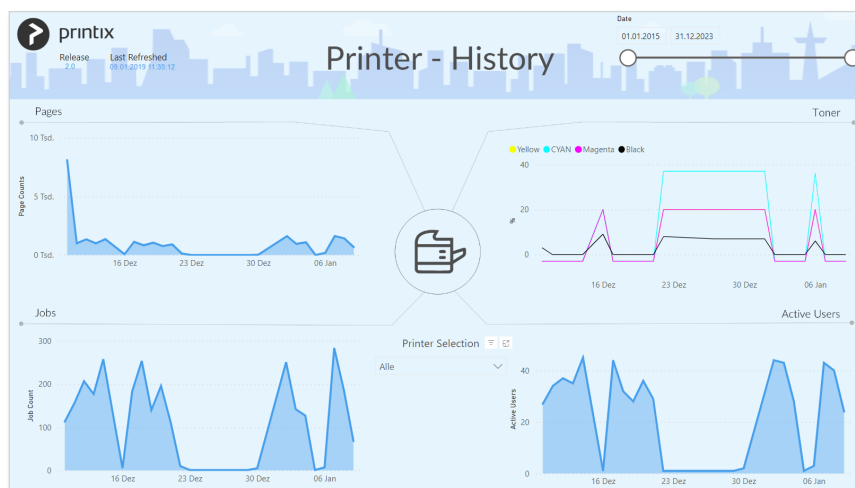 printix
Release
2.0
Last Refreshed
09.01.2019 11:35:12
Printer - History
Date
01.01.2015
31.12.2023
Pages
10 Tsd.
5 Tsd.
0 Tsd.
Page Counts
16 Dez
23 Dez
30 Dez
06 Jan
Toner
Yellow CYAN Magenta Black
40
20
0
%
16 Dez
23 Dez
30 Dez
06 Jan
Jobs
300
200
100
0
Job Count
16 Dez
23 Dez
30 Dez
06 Jan
Printer Selection
Alle
Active Users
40
20
0
Active Users
16 Dez
23 Dez
30 Dez
06 Jan